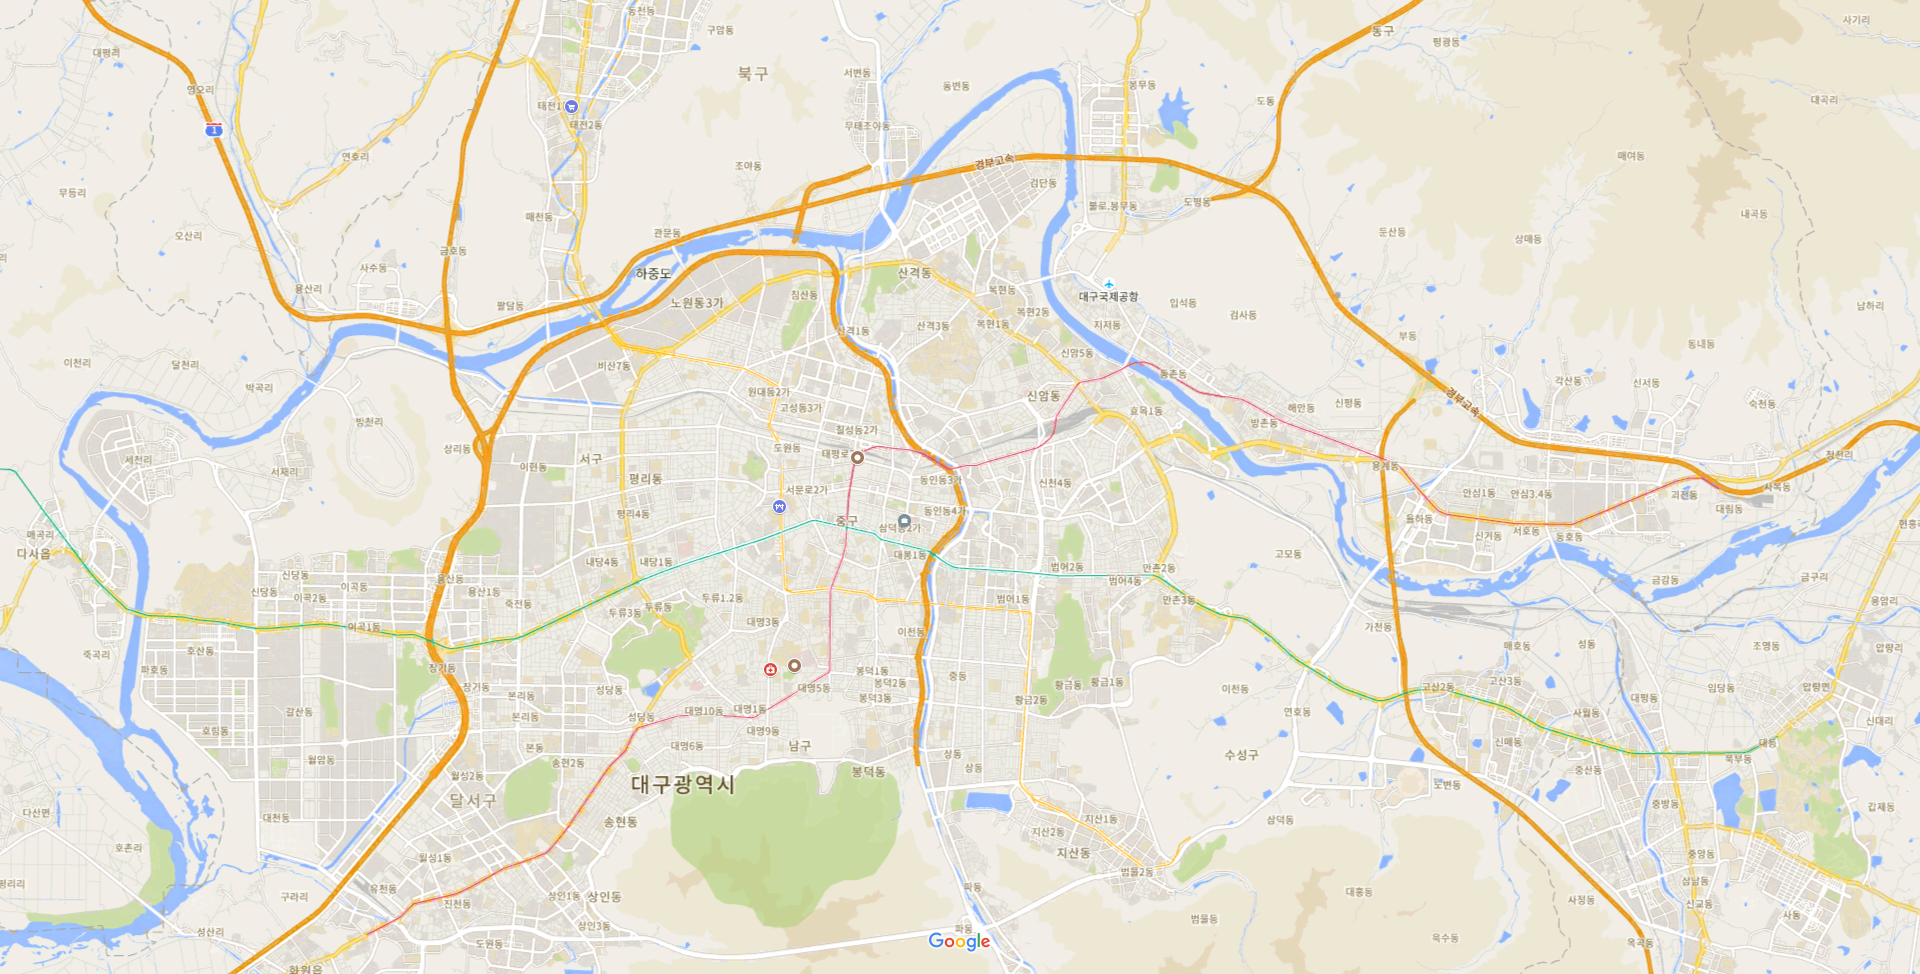 동천동
구암동
사기리
대평리
동구
평광동
북구
서변동
동변동
봉무동
영오리
태전1동
도동
대곡리
1
태전2동
무태조야동
연호리
조야동
경부고속
매여동
무등리
검단동
도평동
불로.봉무동
내곡동
매천동
오산리
관문동
둔산동
상매동
금호동
사수동
하중도
산격동
용산리
팔달동
노원동3가
침산동
복현동
대구국제공항
입석동
남하리
검사동
복현2동
산격1동
산격3동
복현1동
지저동
부동
동내동
이천리
달천리
비산7동
신암5동
동촌동
박곡리
각산동
신서동
원대동2가
신암동
해안동
신평동
숙천동
경부고속
고성동3가
효목1동
방촌동
방천리
칠성동2가
상리동
도원동
세천리
서구
이현동
용계동
청천리
서재리
평리동
동인동3가
신천4동
사복동
서문로2가
안심1동
안심3.4동
괴전동
대림동
평리4동
중구
동인동4가
삼덕동2가
율하동
매곡리
서호동
신기동
동호동
다사읍
대봉1동
고모동
내당4동
내당1동
범어2동
만촌2동
신당동
용산동
범어4동
금강동
금구리
이곡동
신당동
이곡2동
용산1동
죽전동
두류1.2동
두류동
두류3동
범어1동
만촌3동
용암리
이곡1동
대명3동
이천동
가천동
매호동
성동
조영동
압량리
죽곡리
호산동
파호동
장기동
봉덕1동
중동
고산3동
장기동
본리동
성당동
대명5동
봉덕2동
황금동
황금1동
이천동
고산2동
임당동
압량면
봉덕3동
황금2동
대평동
갈산동
본리동
성당동
대명10동
대명1동
연호동
사월동
신대리
호림동
대명9동
본동
대명6동
남구
상동
수성구
신매동
대동
월암동
송현2동
봉덕동
상동
중산동
북부동
월성2동
대구광역시
노변동
달서구
중방동
갑제동
다산면
대천동
송현동
지산2동
지산1동
삼덕동
호촌리
월성1동
지산동
중앙동
평리리
유천동
범물2동
삼남동
구라리
상인1동
상인동
파동
대흥동
사정동
신교동
진천동
사동
범물동
성산리
상인3동
파동
도원동
Google
욱수동
옥곡동
화원읍